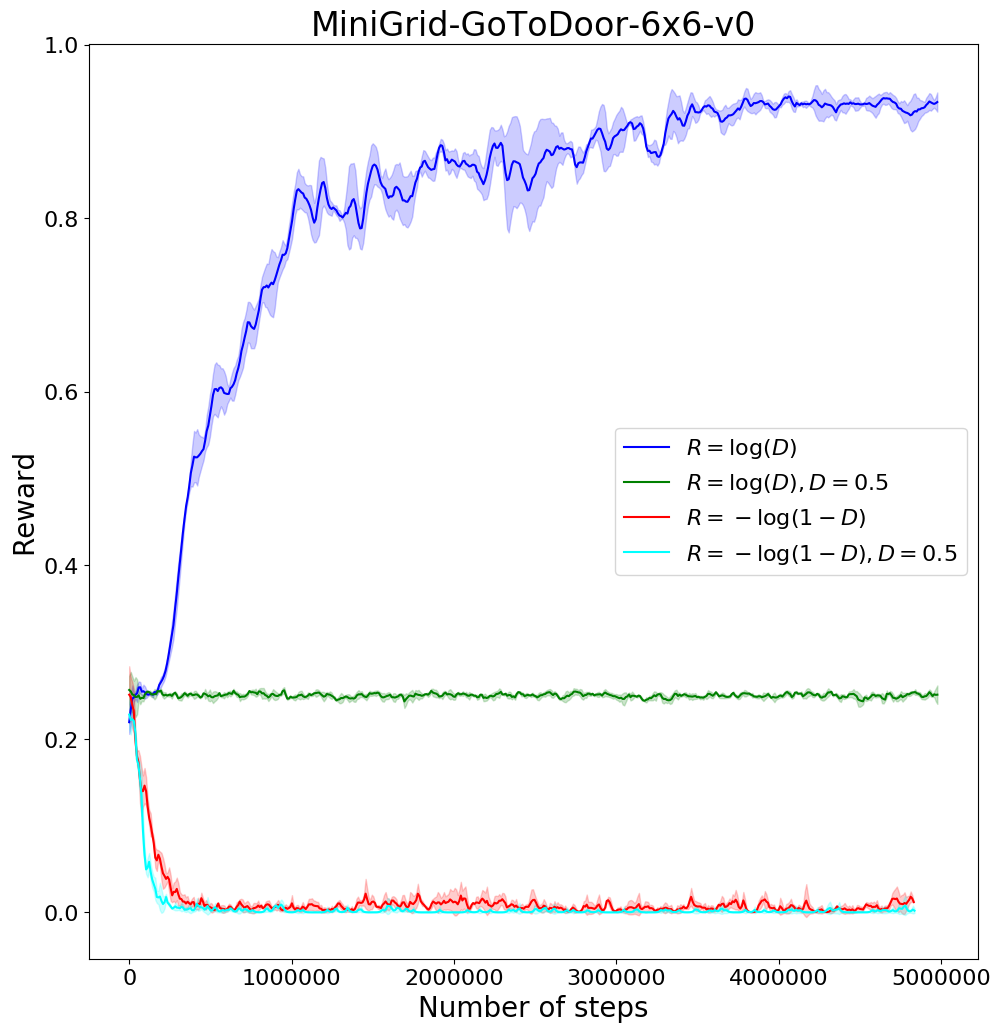 MiniGrid-GoToDoor-6x6-v0
1.0
0.8
0.6
0.4
0.2
0.0
Reward
R = log(D)
R = log(D), D = 0.5
R = −log(1 − D)
R = −log(1 − D), D = 0.5
0 1000000 2000000 3000000 4000000 5000000
Number of steps